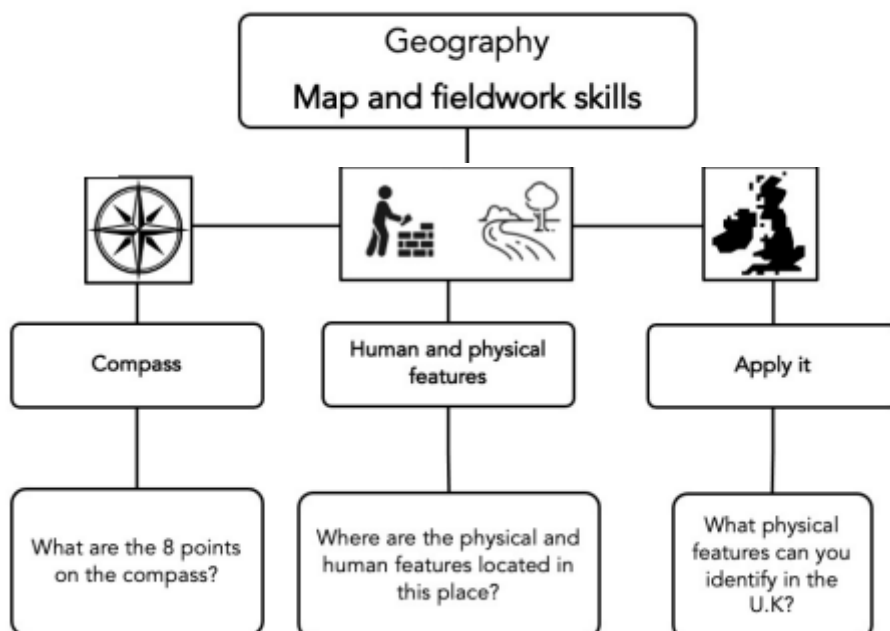 Geography
Map and fieldwork skills
Compass
Human and physical
features
Apply it
What are the 8 points
on the compass?
Where are the physical and
human features located in
this place?
What physical
features can you
identify in the
U.K?